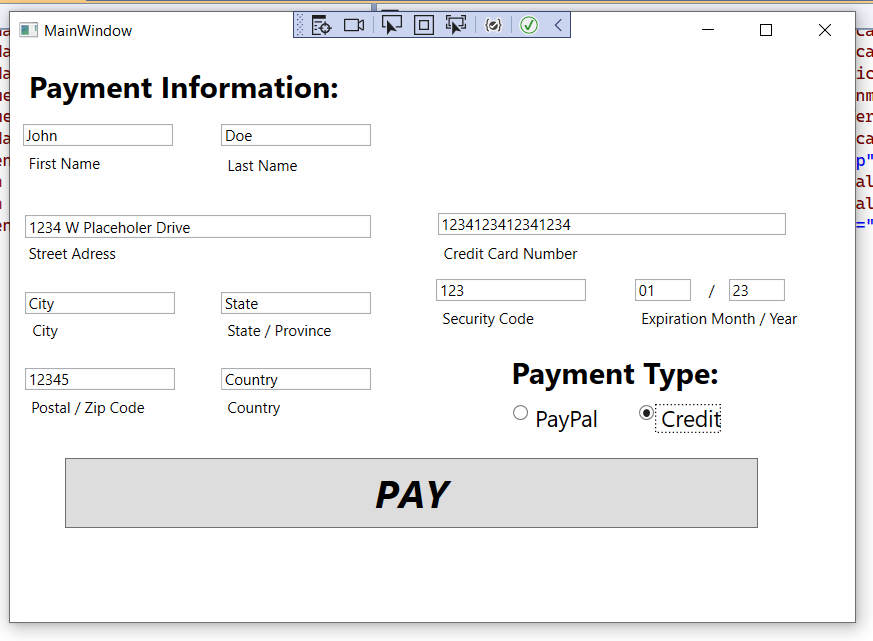 MainWindow
Payment Information:
John
Doe
First Name
Last Name
1234 W Placeholer Drive
Street Adress
1234123412341234
Credit Card Number
123
01 / 23
Security Code
Expiration Month / Year
City
State
City
State / Province
12345
Country
Postal / Zip Code
Country
Payment Type:
PayPal
Credit
PAY